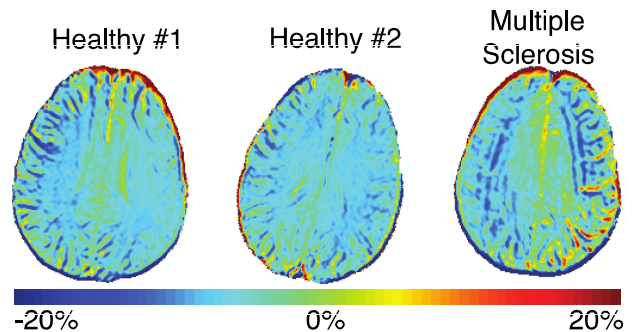 Healthy #1
Healthy #2
Multiple
Sclerosis
-20%
0%
20%